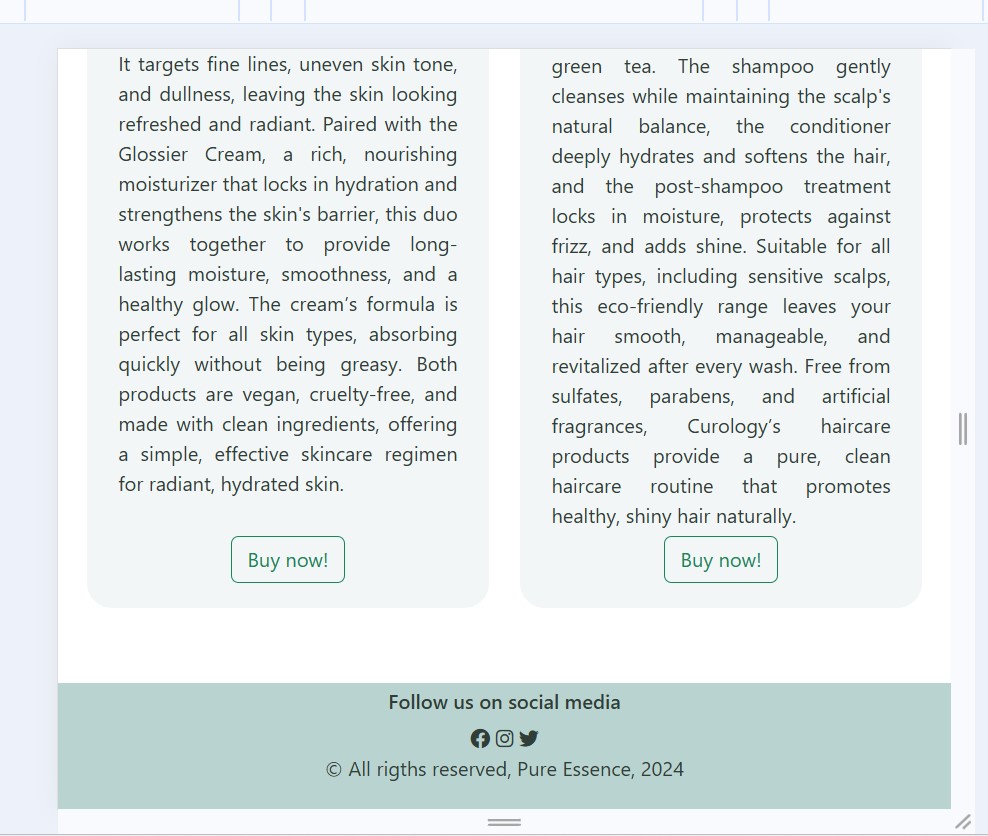 It targets fine lines, uneven skin tone,
and dullness, leaving the skin looking
refreshed and radiant. Paired with the
Glossier Cream, a rich, nourishing
moisturizer that locks in hydration and
strengthens the skin's barrier, this duo
works together to provide long-
lasting moisture, smoothness, and a
healthy glow. The cream’s formula is
perfect for all skin types, absorbing
quickly without being greasy. Both
products are vegan, cruelty-free, and
made with clean ingredients, offering
a simple, effective skincare regimen
for radiant, hydrated skin.
Buy now!
green tea. The shampoo gently
cleanses while maintaining the scalp's
natural balance, the conditioner
deeply hydrates and softens the hair,
and the post-shampoo treatment
locks in moisture, protects against
frizz, and adds shine. Suitable for all
hair types, including sensitive scalps,
this eco-friendly range leaves your
hair smooth, manageable, and
revitalized after every wash. Free from
sulfates, parabens, and artificial
fragrances, Curology’s haircare
products provide a pure, clean
haircare routine that promotes
healthy, shiny hair naturally.
Buy now!
Follow us on social media
© All rigths reserved, Pure Essence, 2024